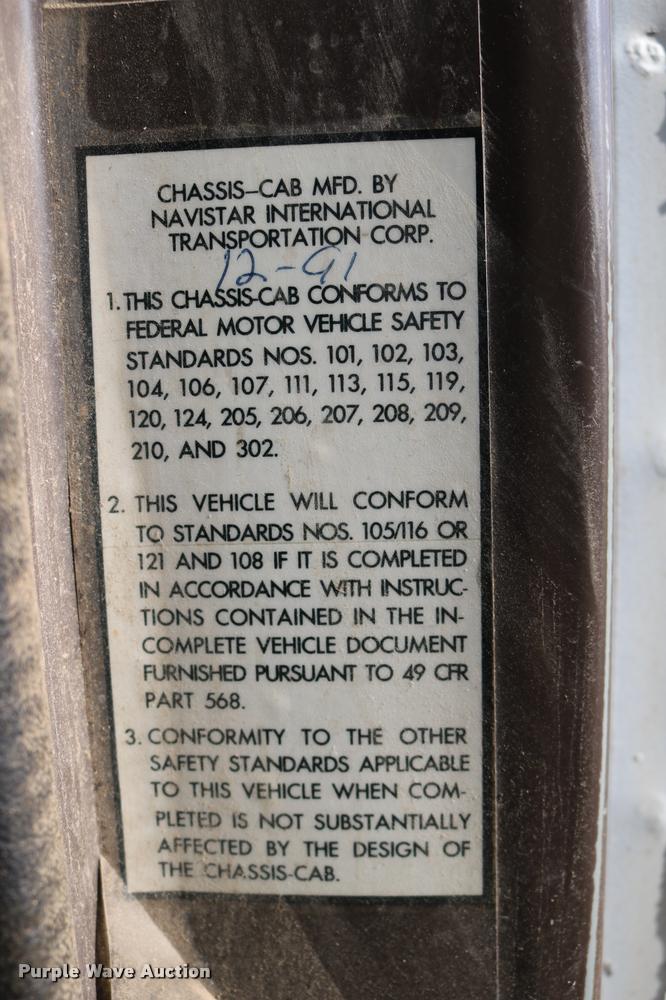 CHASSIS-CAB MFD. BY
NAVISTAR INTERNATIONAL
TRANSPORTATION CORP.
12-91
1. THIS CHASSIS-CAB CONFORMS TO
FEDERAL MOTOR VEHICLE SAFETY
STANDARDS NOS. 101, 102, 103,
104, 106, 107, 111, 113, 115, 119,
120, 124, 205, 206, 207, 208, 209,
210, AND 302.
2. THIS VEHICLE WILL CONFORM
TO STANDARDS NOS. 105/116 OR
121 AND 108 IF IT IS COMPLETED
IN ACCORDANCE WITH INSTRUC-
TIONS CONTAINED IN THE IN-
COMPLETE VEHICLE DOCUMENT
FURNISHED PURSUANT TO 49 CFR
PART 568.
3. CONFORMITY TO THE OTHER
SAFETY STANDARDS APPLICABLE
TO THIS VEHICLE WHEN COM-
PLETED IS NOT SUBSTANTIALLY
AFFECTED BY THE DESIGN OF
THE CHASSIS-CAB.
Purple Wave Auction